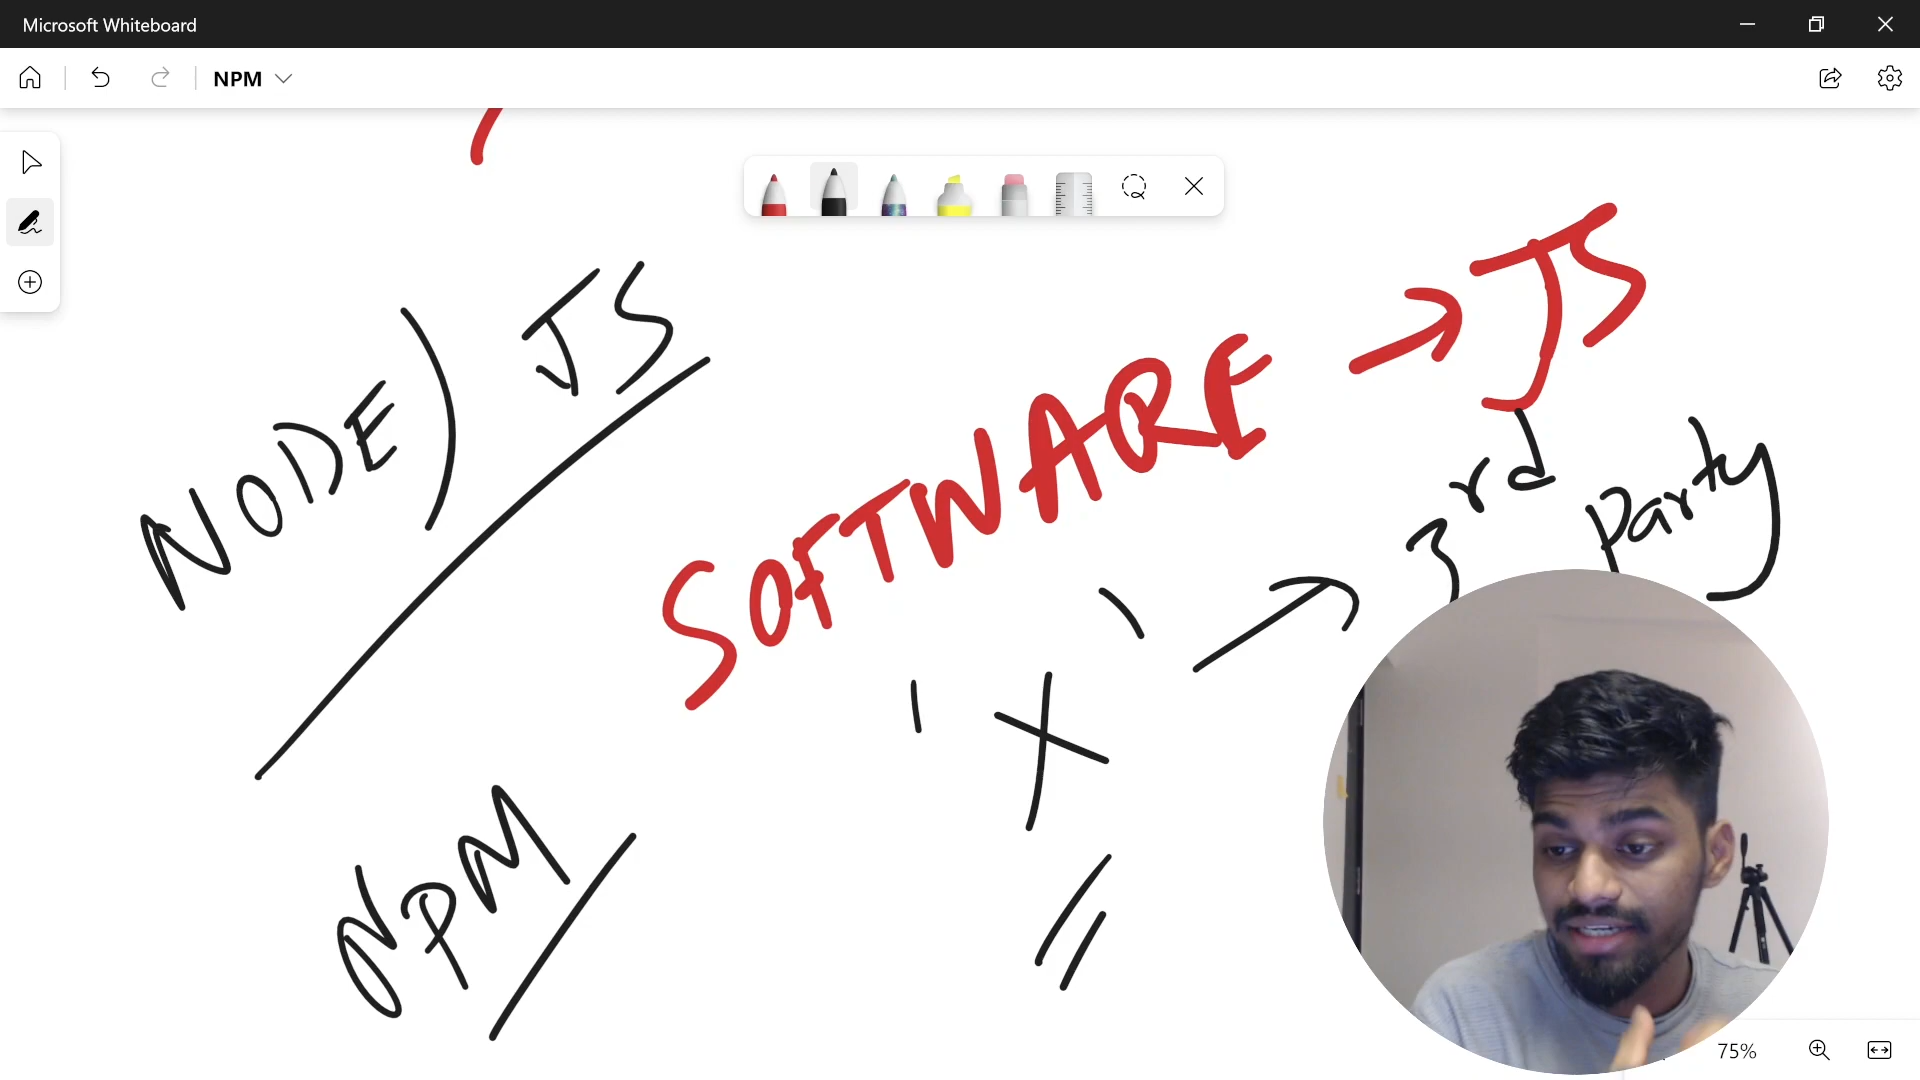 Microsoft Whiteboard
NPM
NODE) JS
SOFTWARE → JS
'X' → 3rd Party
NPM
75%